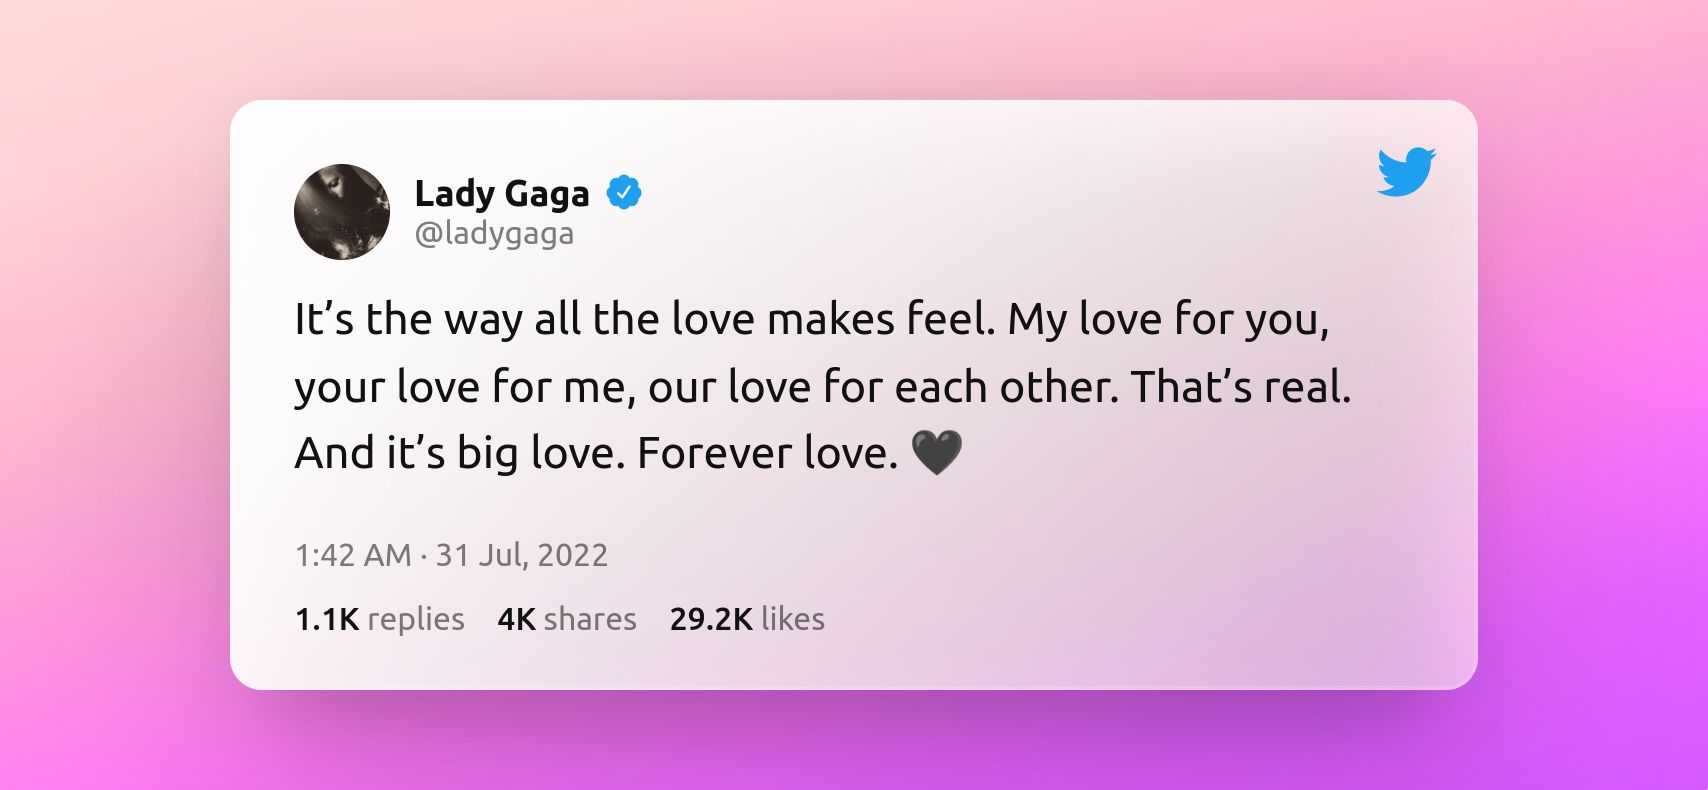 Lady Gaga
@ladygaga
It’s the way all the love makes feel. My love for you,
your love for me, our love for each other. That’s real.
And it’s big love. Forever love. 🖤
1:42 AM · 31 Jul, 2022
1.1K replies 4K shares 29.2K likes